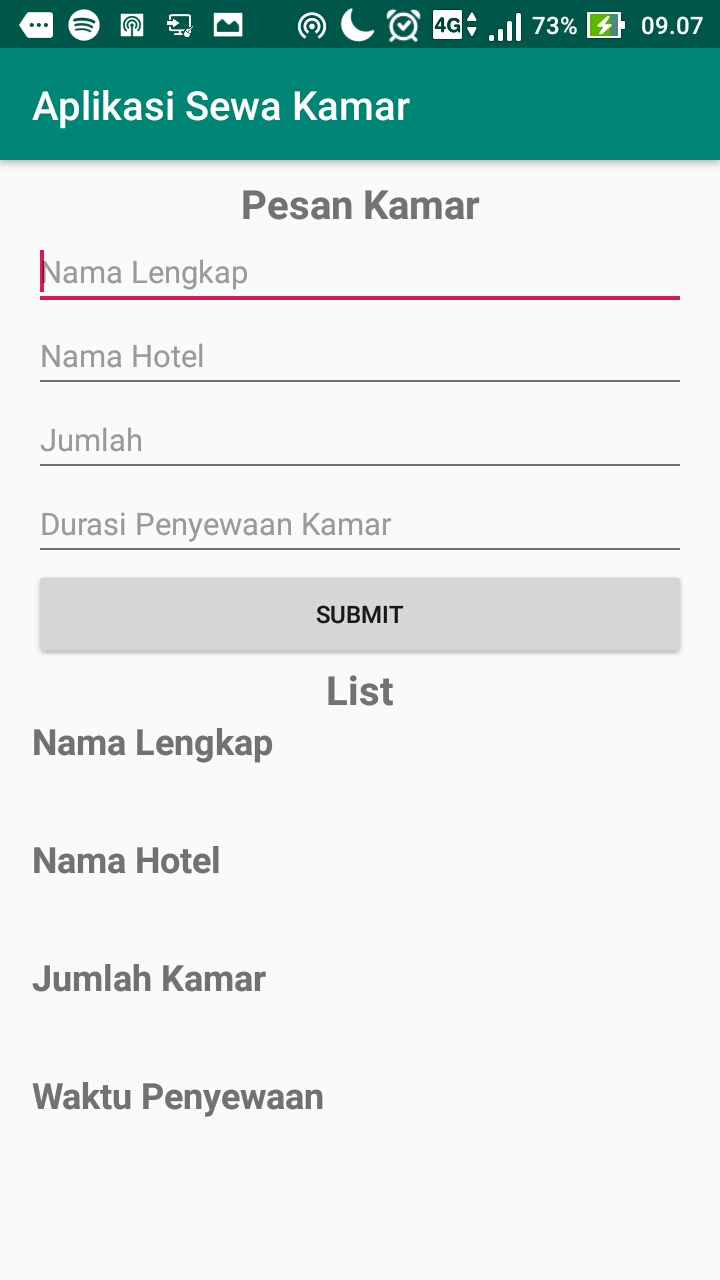 4G 73% 09.07
Aplikasi Sewa Kamar
Pesan Kamar
Nama Lengkap
Nama Hotel
Jumlah
Durasi Penyewaan Kamar
SUBMIT
List
Nama Lengkap
Nama Hotel
Jumlah Kamar
Waktu Penyewaan